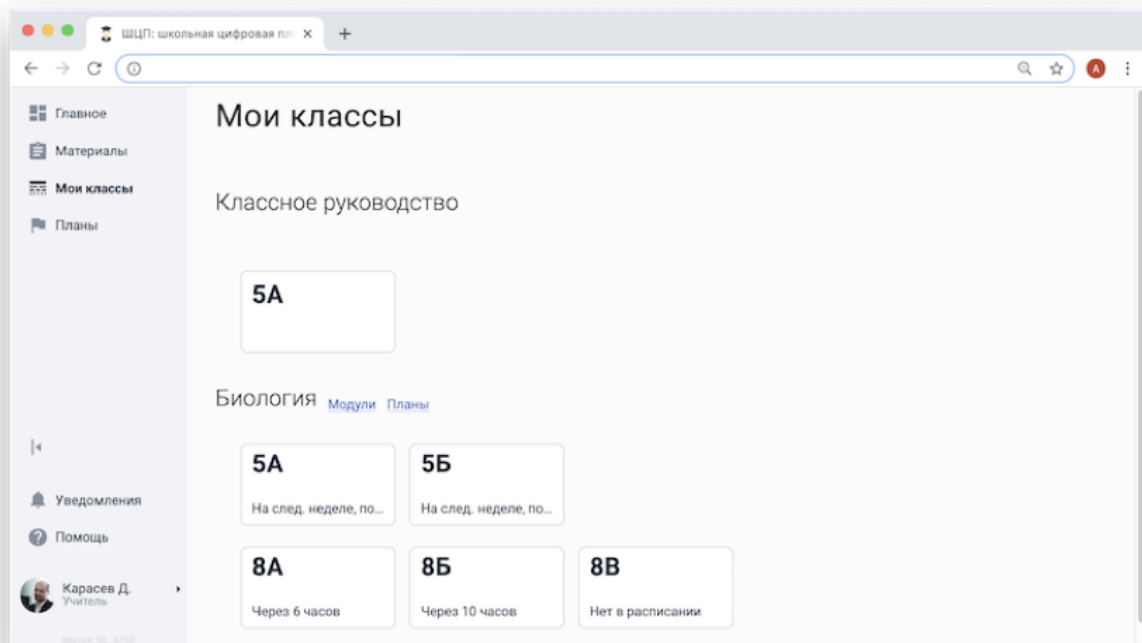 ШЦП: школьная цифровая пл
A
Главное
Материалы
Мои классы
Планы
Уведомления
Помощь
Карасев Д.
Учитель
Мои классы
Классное руководство
5А
Биология Модули Планы
5А 5Б
На след. неделе, по... На след. неделе, по...
8А 8Б 8В
Через 6 часов Через 10 часов Нет в расписании